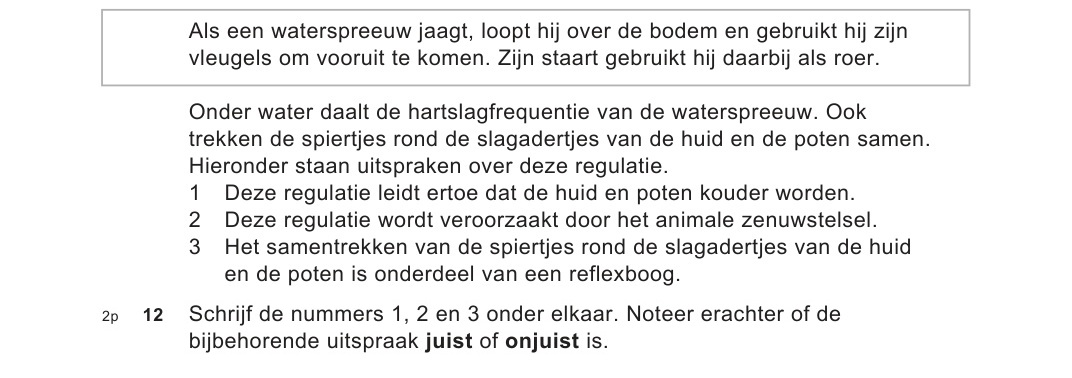 Als een waterspreeuw jaagt, loopt hij over de bodem en gebruikt hij zijn
vleugels om vooruit te komen. Zijn staart gebruikt hij daarbij als roer.
Onder water daalt de hartslagfrequentie van de waterspreeuw. Ook
trekken de spiertjes rond de slagadertjes van de huid en de poten samen.
Hieronder staan uitspraken over deze regulatie.
1 Deze regulatie leidt ertoe dat de huid en poten kouder worden.
2 Deze regulatie wordt veroorzaakt door het animale zenuwstelsel.
3 Het samentrekken van de spiertjes rond de slagadertjes van de huid
en de poten is onderdeel van een reflexboog.
2p 12 Schrijf de nummers 1, 2 en 3 onder elkaar. Noteer erachter of de
bijbehorende uitspraak juist of onjuist is.